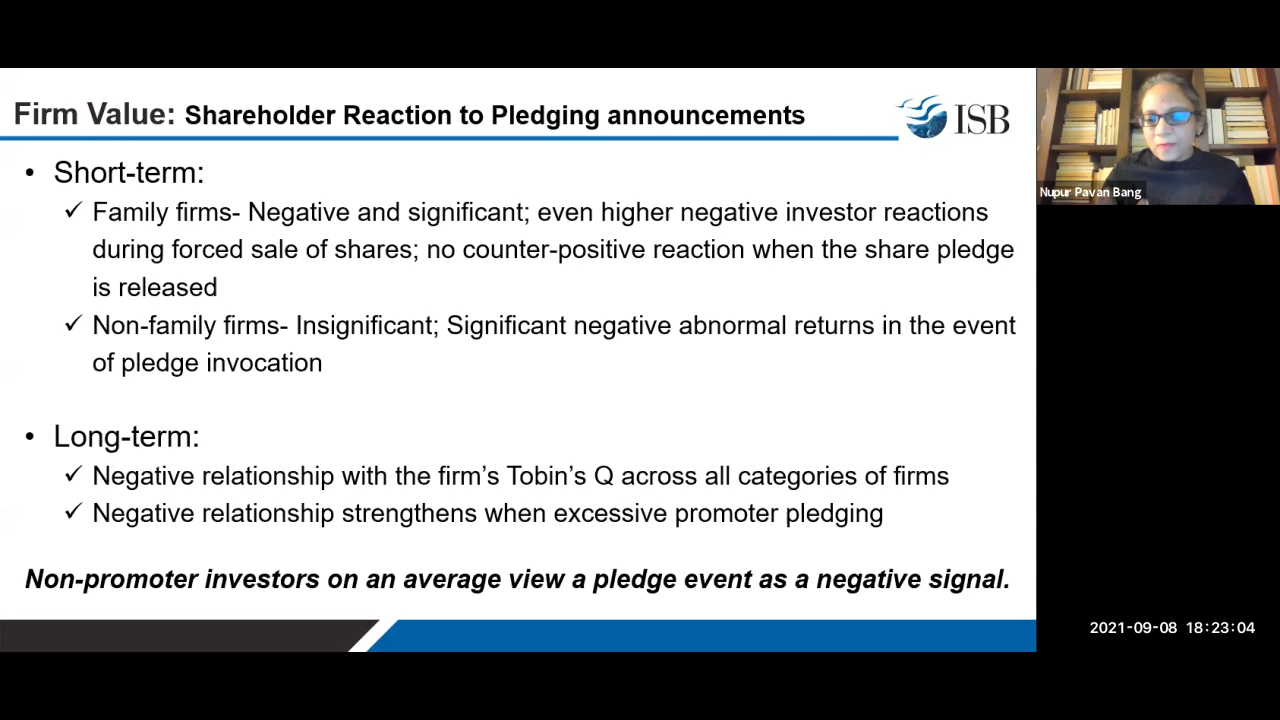 Firm Value: Shareholder Reaction to Pledging announcements
ISB
• Short-term:
✓ Family firms- Negative and significant; even higher negative investor reactions
during forced sale of shares; no counter-positive reaction when the share pledge
is released
✓ Non-family firms- Insignificant; Significant negative abnormal returns in the event
of pledge invocation
• Long-term:
✓ Negative relationship with the firm’s Tobin’s Q across all categories of firms
✓ Negative relationship strengthens when excessive promoter pledging
Non-promoter investors on an average view a pledge event as a negative signal.
Nupur Pavan Bang
2021-09-08 18:23:04